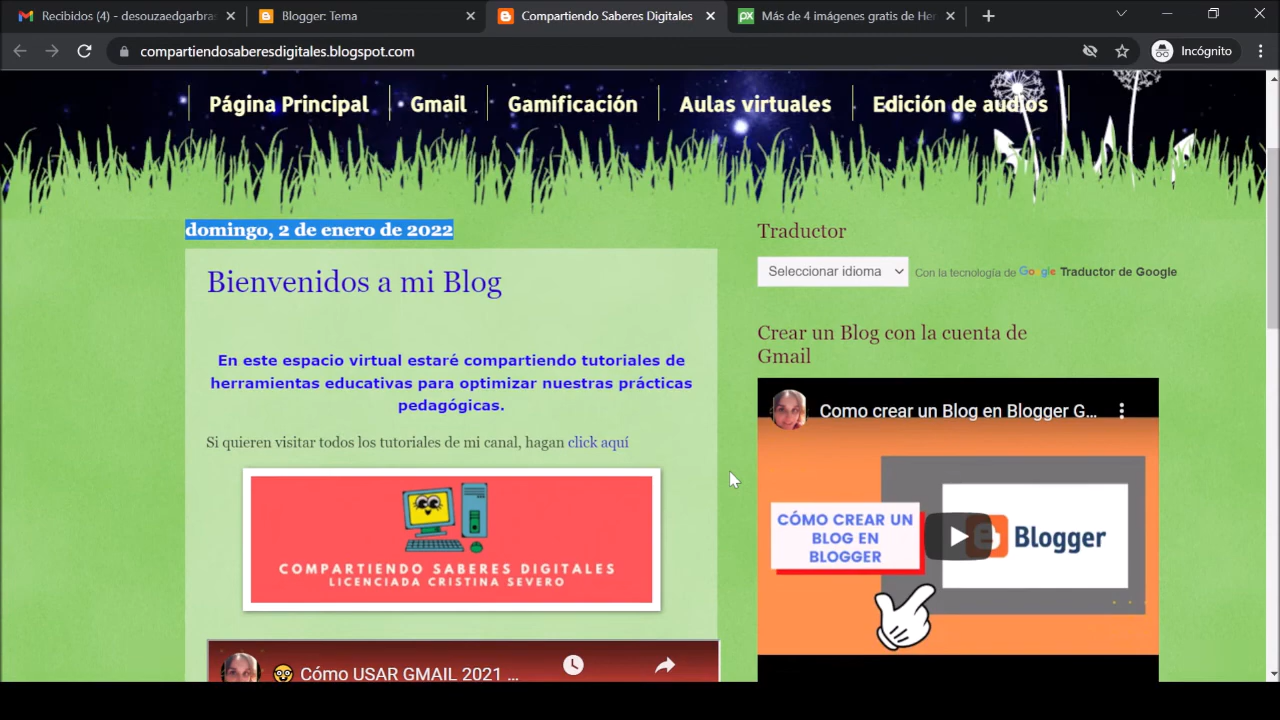 Recibidos (4) - desouzaedgarbras
Blogger: Tema
Compartiendo Saberes Digitales
Más de 4 imágenes gratis de Her
compartiendosaberesdigitales.blogspot.com
Incógnito
Página Principal
Gmail
Gamificación
Aulas virtuales
Edición de audios
domingo, 2 de enero de 2022
Bienvenidos a mi Blog
En este espacio virtual estaré compartiendo tutoriales de
herramientas educativas para optimizar nuestras prácticas
pedagógicas.
Si quieren visitar todos los tutoriales de mi canal, hagan click aquí
COMPARTIENDO SABERES DIGITALES
LICENCIADA CRISTINA SEVERO
Cómo USAR GMAIL 2021 ...
Traductor
Seleccionar idioma
Con la tecnología de Google Traductor de Google
Crear un Blog con la cuenta de
Gmail
Como crear un Blog en Blogger G...
CÓMO CREAR UN
BLOG EN
BLOGGER
Blogger